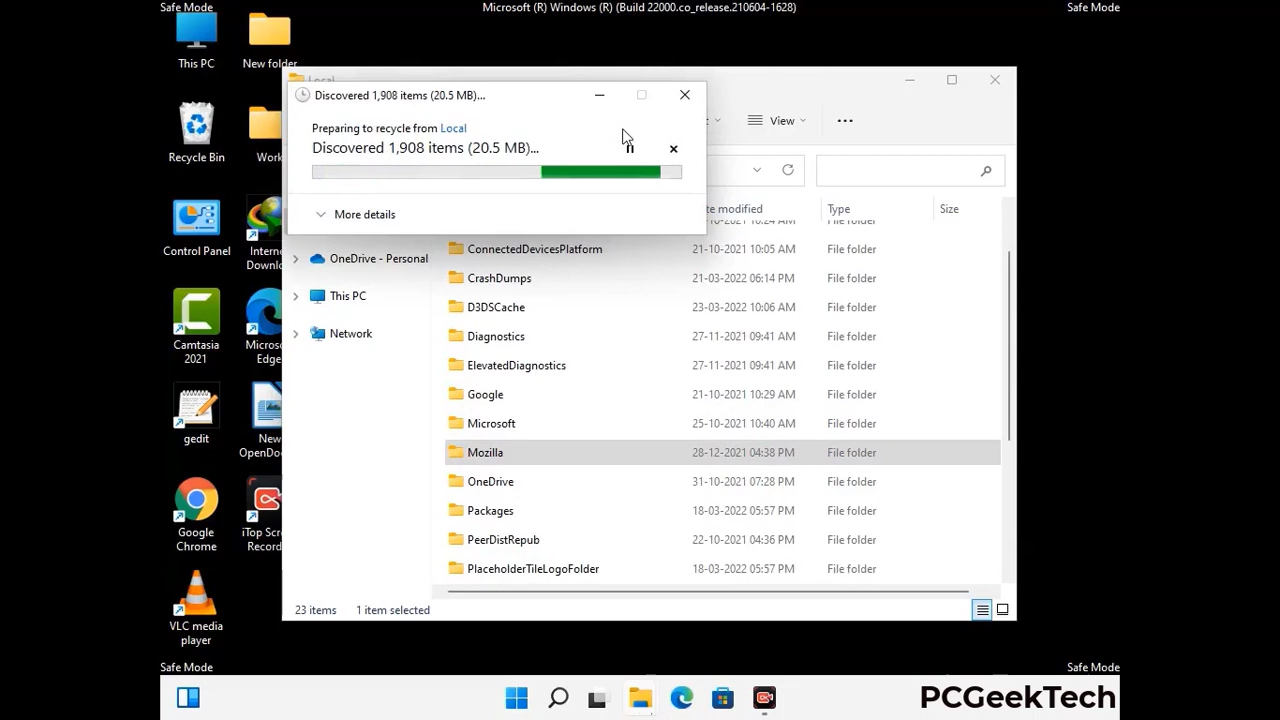 Safe Mode
Microsoft (R) Windows (R) (Build 22000.co_release.210604-1628)
Safe Mode
This PC
New folder
Local
Discovered 1,908 items (20.5 MB)...
Preparing to recycle from Local
Discovered 1,908 items (20.5 MB)...
More details
View
Recycle Bin
Work
Type
Size
ConnectedDevicesPlatform 21-10-2021 10:05 AM File folder
OneDrive - Personal
CrashDumps 21-03-2022 06:14 PM File folder
This PC
D3DSCache 23-03-2022 10:06 AM File folder
Network
Diagnostics 27-11-2021 09:41 AM File folder
ElevatedDiagnostics 27-11-2021 09:41 AM File folder
Google 21-10-2021 10:29 AM File folder
Microsoft 25-10-2021 10:40 AM File folder
Mozilla 28-12-2021 04:38 PM File folder
OneDrive 31-10-2021 07:28 PM File folder
Packages 18-03-2022 05:57 PM File folder
PeerDistRepub 22-10-2021 04:36 PM File folder
PlaceholderTileLogoFolder 18-03-2022 05:57 PM File folder
23 items 1 item selected
Control Panel
Intern
Downlo
Camtasia
2021
Micros
Edge
gedit
New
OpenDo
Google
Chrome
iTop Scr
Record
VLC media
player
Safe Mode
Safe Mode
PCGeekTech